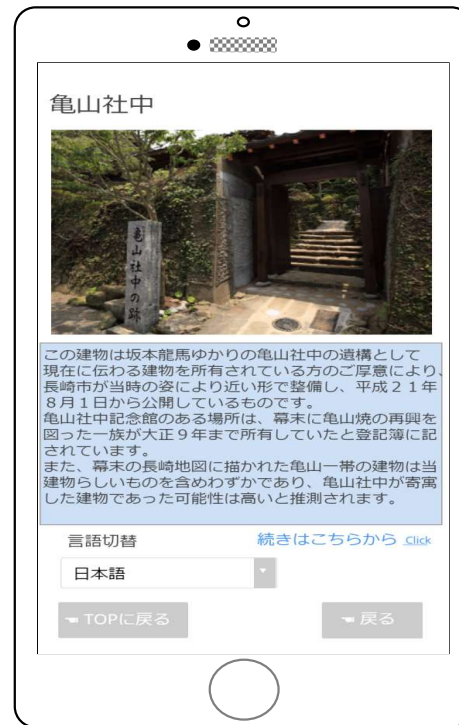 亀山社中
亀山社中の跡
この建物は坂本龍馬ゆかりの亀山社中の遺構として
現在に伝わる建物を所有されている方のご厚意により、
長崎市が当時の姿により近い形で整備し、平成２１年
８月１日から公開しているものです。
亀山社中記念館のある場所は、幕末に亀山焼の再興を
図った一族が大正９年まで所有していたと登記簿に記
されています。
また、幕末の長崎地図に描かれた亀山一帯の建物は当
建物らしいものを含めわずかであり、亀山社中が寄寓
した建物であった可能性は高いと推測されます。
言語切替 続きはこちらから Click
日本語
☚ TOPに戻る ☚ 戻る